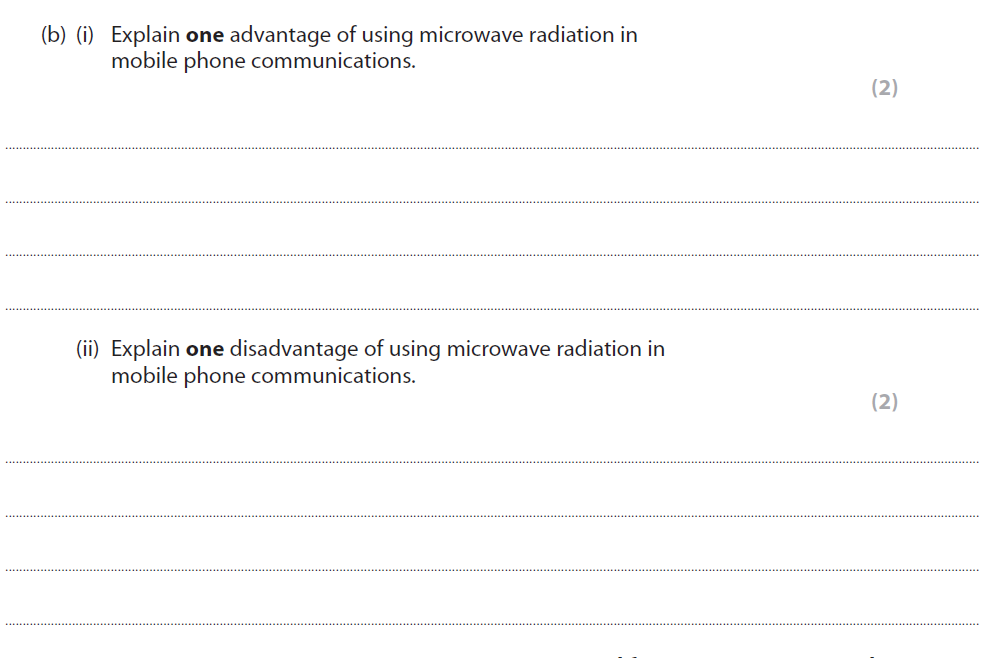 (b) (i) Explain one advantage of using microwave radiation in
mobile phone communications.
(2)
(ii) Explain one disadvantage of using microwave radiation in
mobile phone communications.
(2)